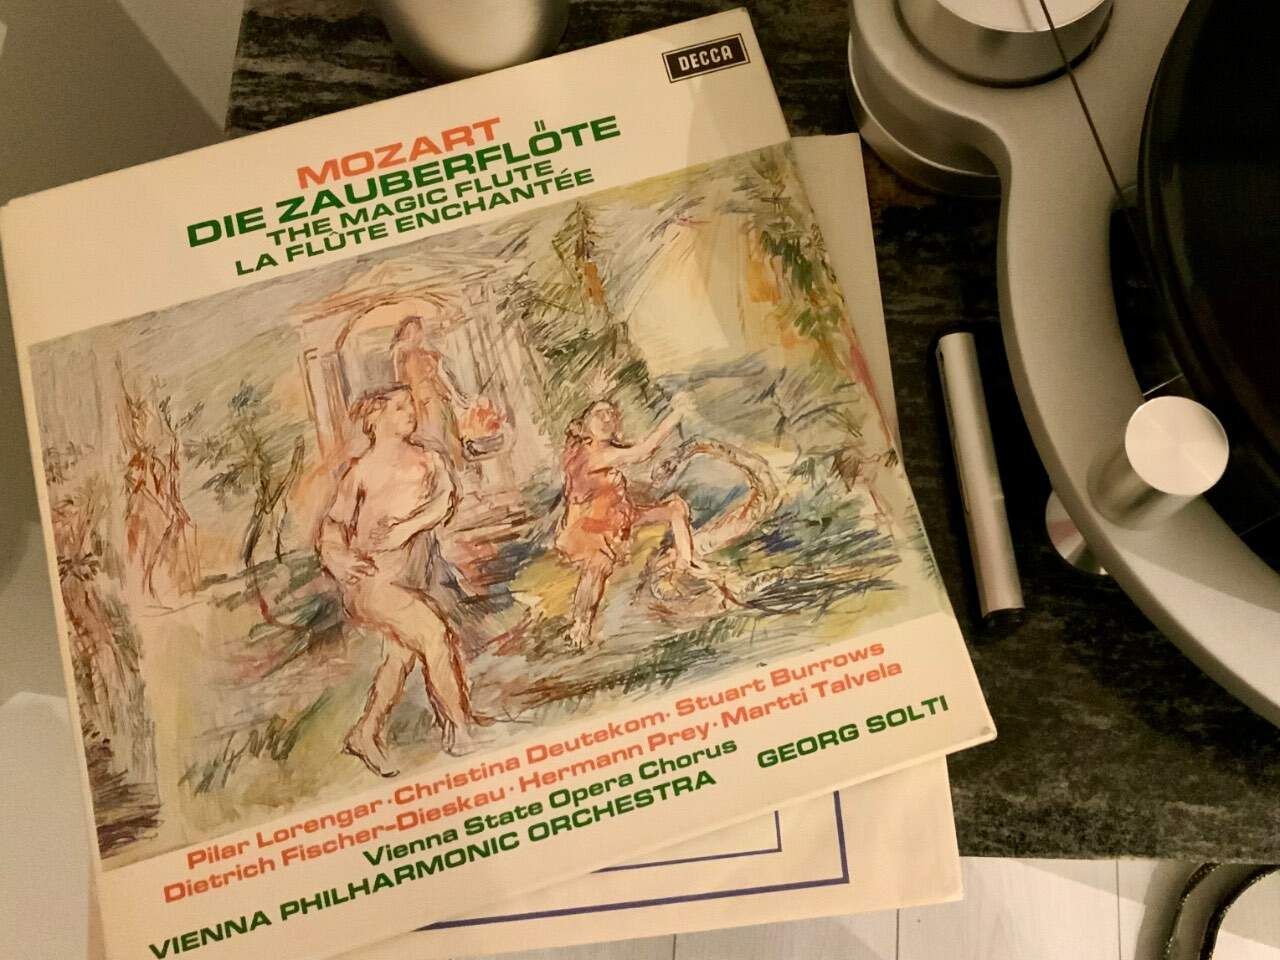 DECCA
MOZART
DIE ZAUBERFLÖTE
THE MAGIC FLUTE
LA FLÛTE ENCHANTÉE
Pilar Lorengar · Christina Deutekom · Stuart Burrows
Dietrich Fischer-Dieskau · Hermann Prey · Martti Talvela
Vienna State Opera Chorus
VIENNA PHILHARMONIC ORCHESTRA GEORG SOLTI